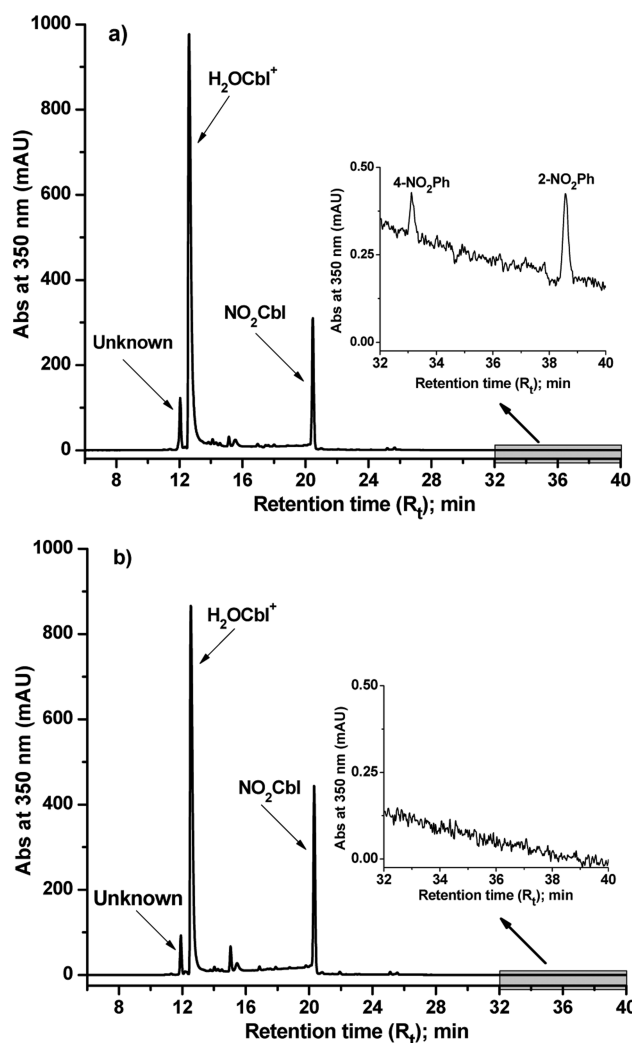 a)
1000
800
600
400
200
0
Abs at 350 nm (mAU)
H₂OCbl⁺
Unknown
NO₂Cbl
8 12 16 20 24 28 32 36 40
Retention time (Rₜ); min
4-NO₂Ph
2-NO₂Ph
0.50
0.25
0.00
Abs at 350 nm (mAU)
32 34 36 38 40
Retention time (Rₜ); min
b)
1000
800
600
400
200
0
Abs at 350 nm (mAU)
H₂OCbl⁺
Unknown
NO₂Cbl
8 12 16 20 24 28 32 36 40
Retention time (Rₜ); min
0.50
0.25
0.00
Abs at 350 nm (mAU)
32 34 36 38 40
Retention time (Rₜ); min